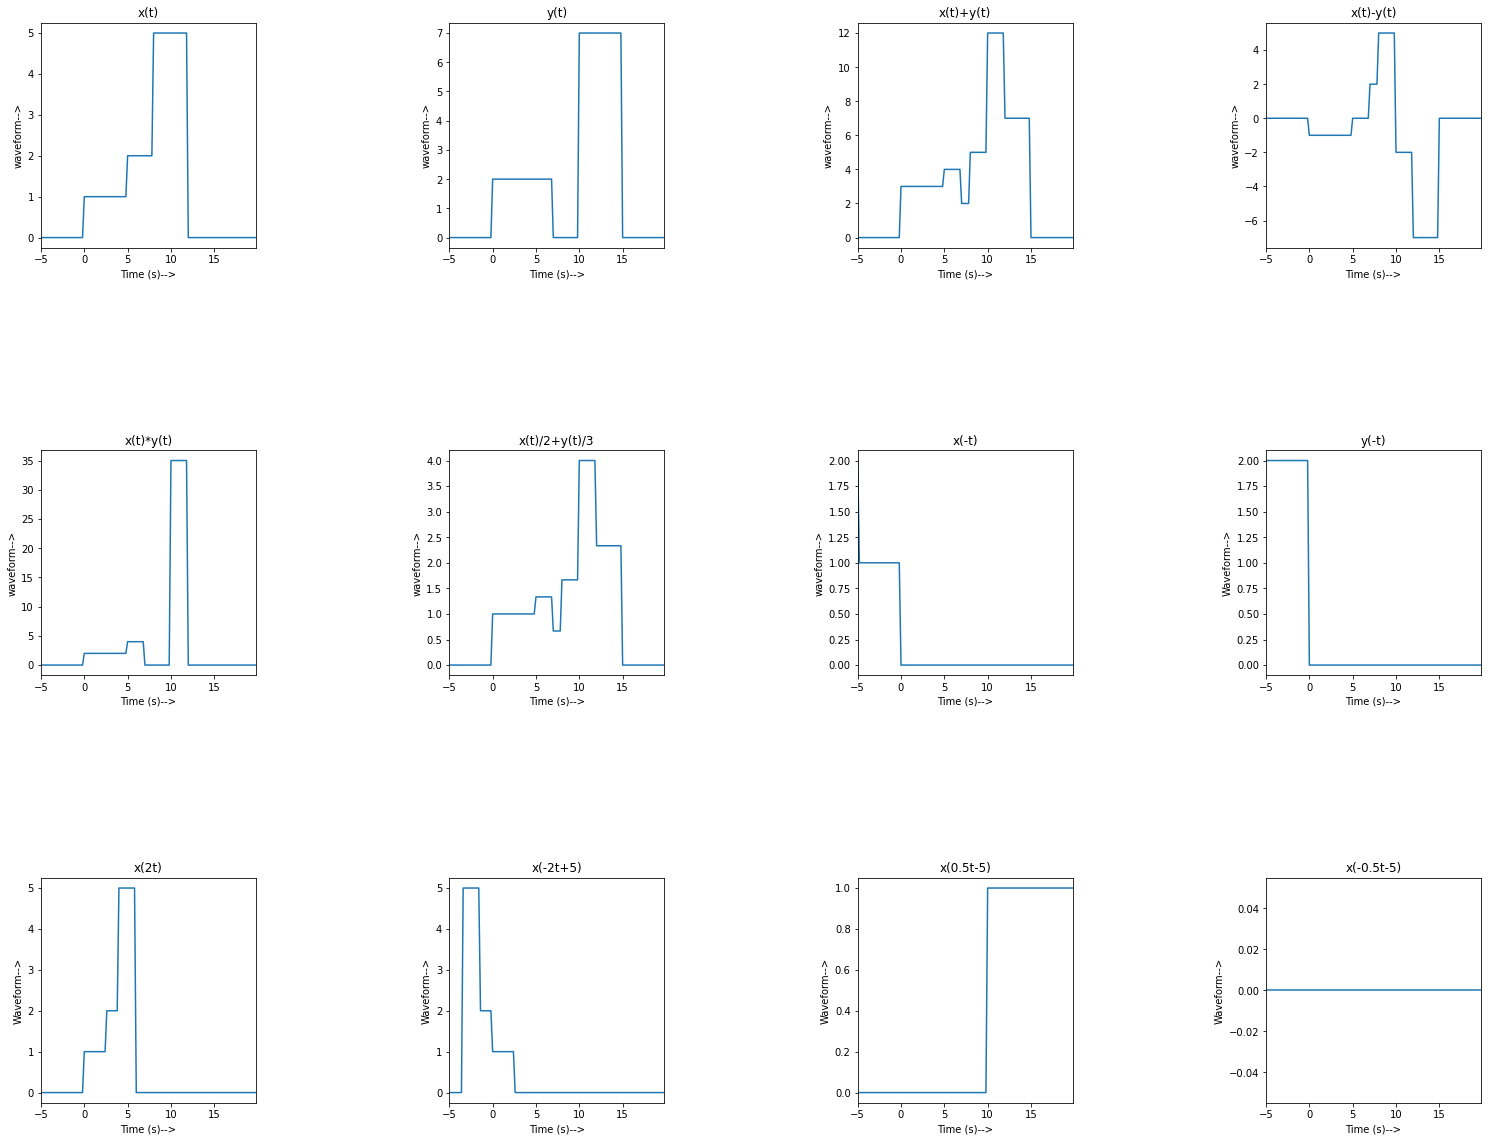 x(t)
5
4
3
2
1
0
waveform-->
−5 0 5 10 15
Time (s)-->
y(t)
7
6
5
4
3
2
1
0
waveform-->
−5 0 5 10 15
Time (s)-->
x(t)+y(t)
12
10
8
6
4
2
0
waveform-->
−5 0 5 10 15
Time (s)-->
x(t)-y(t)
4
2
0
−2
−4
−6
waveform-->
−5 0 5 10 15
Time (s)-->
x(t)*y(t)
35
30
25
20
15
10
5
0
waveform-->
−5 0 5 10 15
Time (s)-->
x(t)/2+y(t)/3
4.0
3.5
3.0
2.5
2.0
1.5
1.0
0.5
0.0
waveform-->
−5 0 5 10 15
Time (s)-->
x(-t)
2.00
1.75
1.50
1.25
1.00
0.75
0.50
0.25
0.00
waveform-->
−5 0 5 10 15
Time (s)-->
y(-t)
2.00
1.75
1.50
1.25
1.00
0.75
0.50
0.25
0.00
Waveform-->
−5 0 5 10 15
Time (s)-->
x(2t)
5
4
3
2
1
0
Waveform-->
−5 0 5 10 15
Time (s)-->
x(-2t+5)
5
4
3
2
1
0
Waveform-->
−5 0 5 10 15
Time (s)-->
x(0.5t-5)
1.0
0.8
0.6
0.4
0.2
0.0
Waveform-->
−5 0 5 10 15
Time (s)-->
x(-0.5t-5)
0.04
0.02
0.00
−0.02
−0.04
Waveform-->
−5 0 5 10 15
Time (s)-->